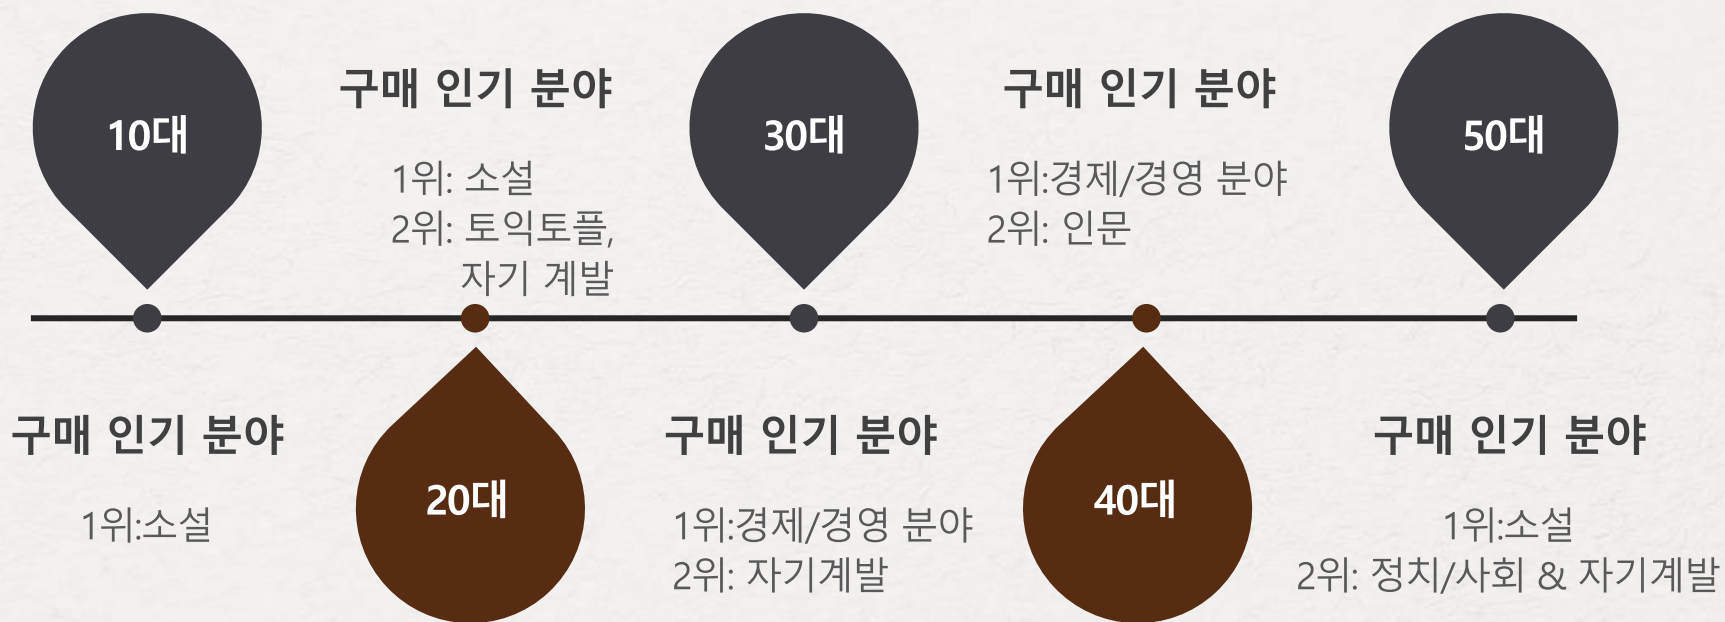 10대
구매 인기 분야
1위:소설
구매 인기 분야
1위: 소설
2위: 토익토플,
자기 계발
20대
30대
구매 인기 분야
1위:경제/경영 분야
2위: 자기계발
구매 인기 분야
1위:경제/경영 분야
2위: 인문
40대
50대
구매 인기 분야
1위:소설
2위: 정치/사회 & 자기계발